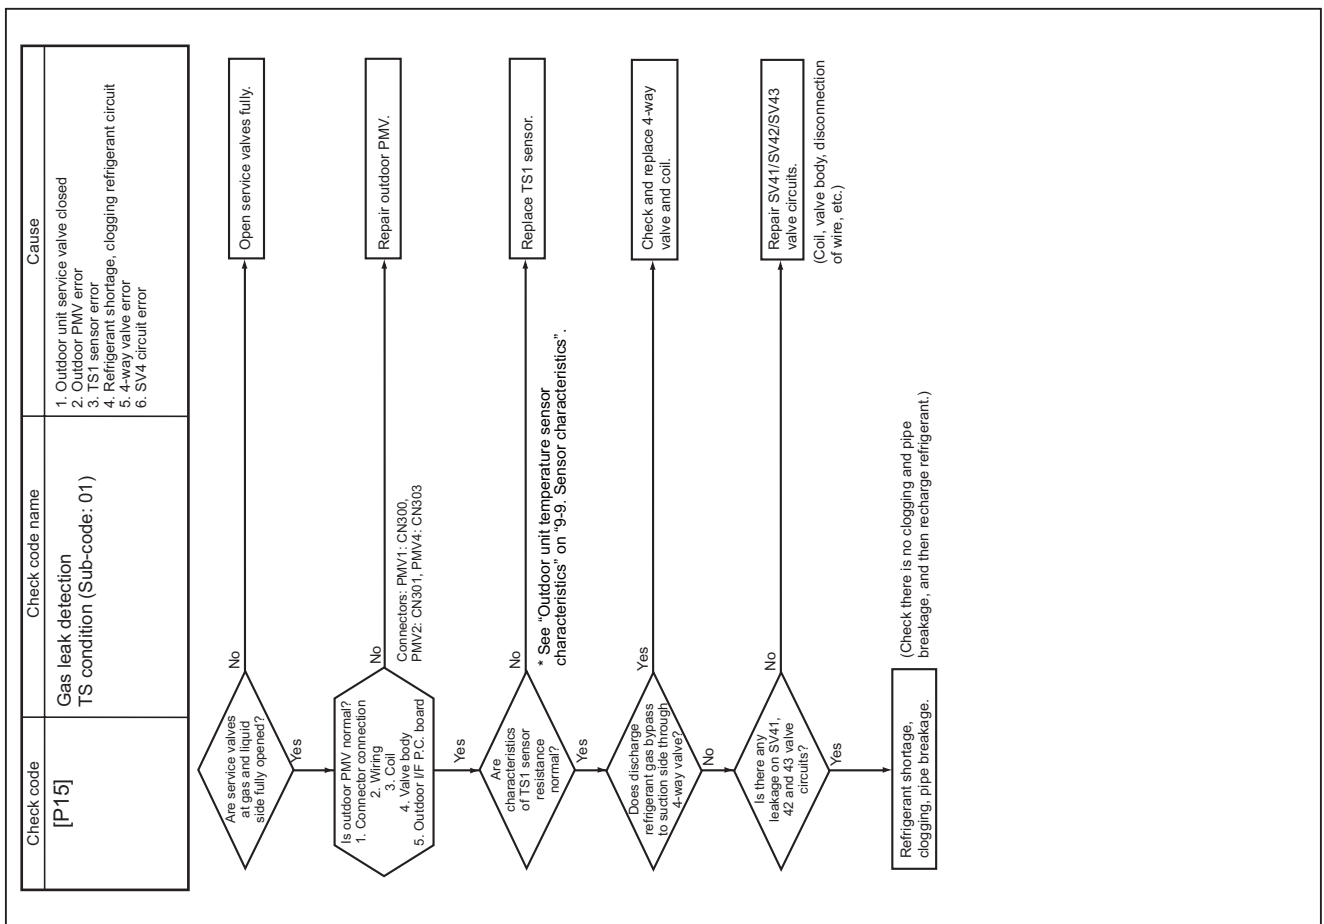 Check code
Check code name
Cause
[P15]
Gas leak detection
TS condition (Sub-code: 01)
1. Outdoor unit service valve closed
2. Outdoor PMV error
3. TS1 sensor error
4. Refrigerant shortage, clogging refrigerant circuit
5. 4-way valve error
6. SV4 circuit error
Are service valves
at gas and liquid
side fully opened?
No
Open service valves fully.
Yes
Is outdoor PMV normal?
1. Connector connection
2. Wiring
3. Coil
4. Valve body
5. Outdoor I/F P.C. board
No
Repair outdoor PMV.
Connectors: PMV1: CN300,
PMV2: CN301, PMV4: CN303
Yes
Are
characteristics
of TS1 sensor
resistance
normal?
No
Replace TS1 sensor.
* See “Outdoor unit temperature sensor
characteristics” on “9-9. Sensor characteristics”.
Yes
Does discharge
refrigerant gas bypass
to suction side through
4-way valve?
Yes
Check and replace 4-way
valve and coil.
No
Is there any
leakage on SV41,
42 and 43 valve
circuits?
No
Repair SV41/SV42/SV43
valve circuits.
(Coil, valve body, disconnection
of wire, etc.)
Yes
Refrigerant shortage,
clogging, pipe breakage.
(Check there is no clogging and pipe
breakage, and then recharge refrigerant.)